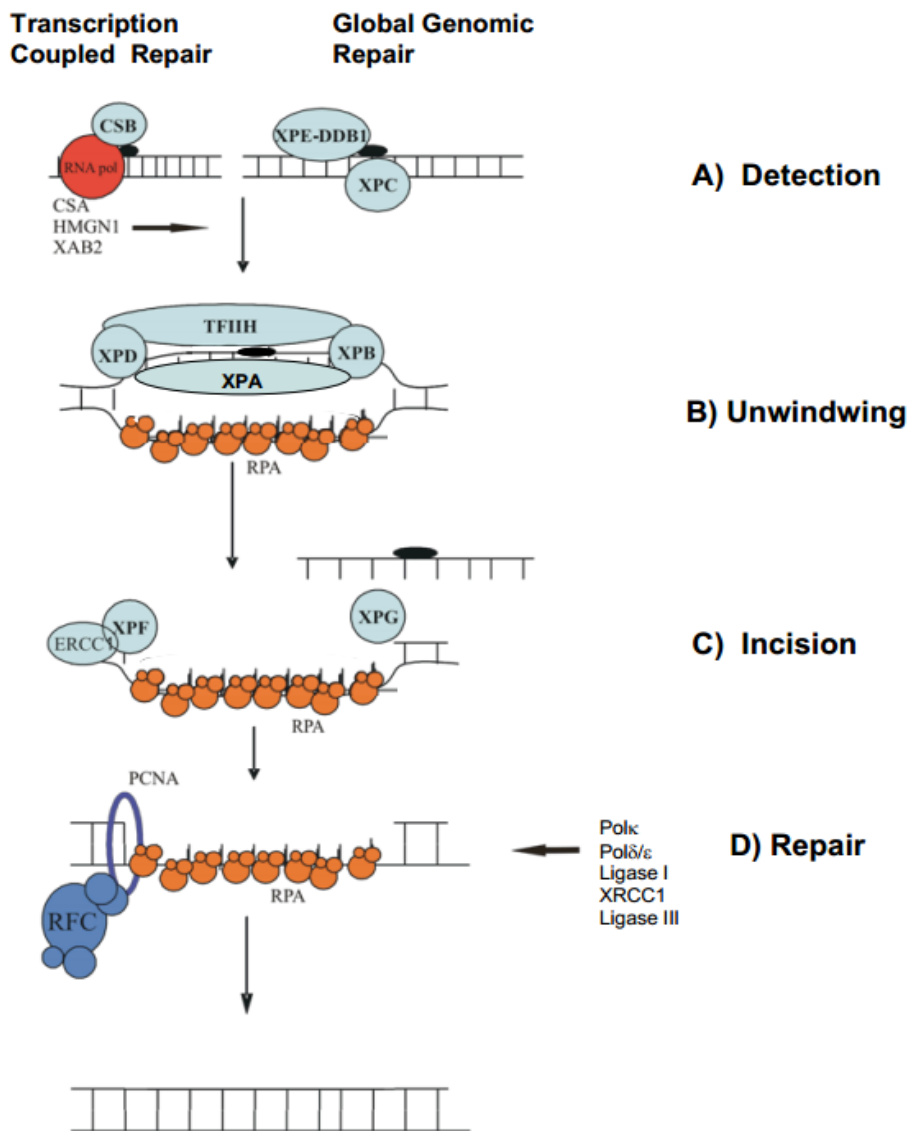 Transcription
Coupled Repair
Global Genomic
Repair
CSB
RNA pol
XPE-DDB1
XPC
A) Detection
CSA
HMGN1
XAB2
TFIIH
XPD
XPB
XPA
B) Unwindwing
RPA
XPG
ERCC1
XPF
C) Incision
RPA
PCNA
Polκ
Polδ/ε
Ligase I
XRCC1
Ligase III
D) Repair
RPA
RFC